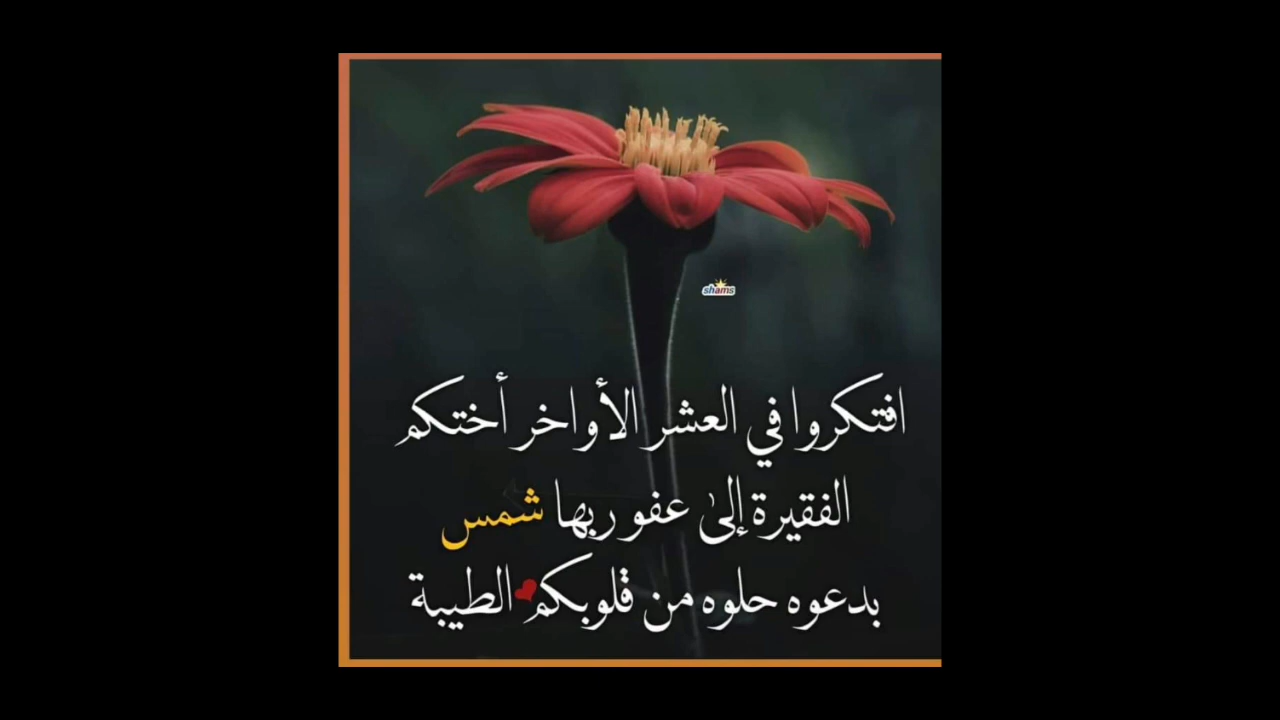 shams
افتكروا في العشر الأواخر أختكم
الفقيرة إلى عفو ربها شمس
بدعوه حلوه من قلوبكم الطيبة